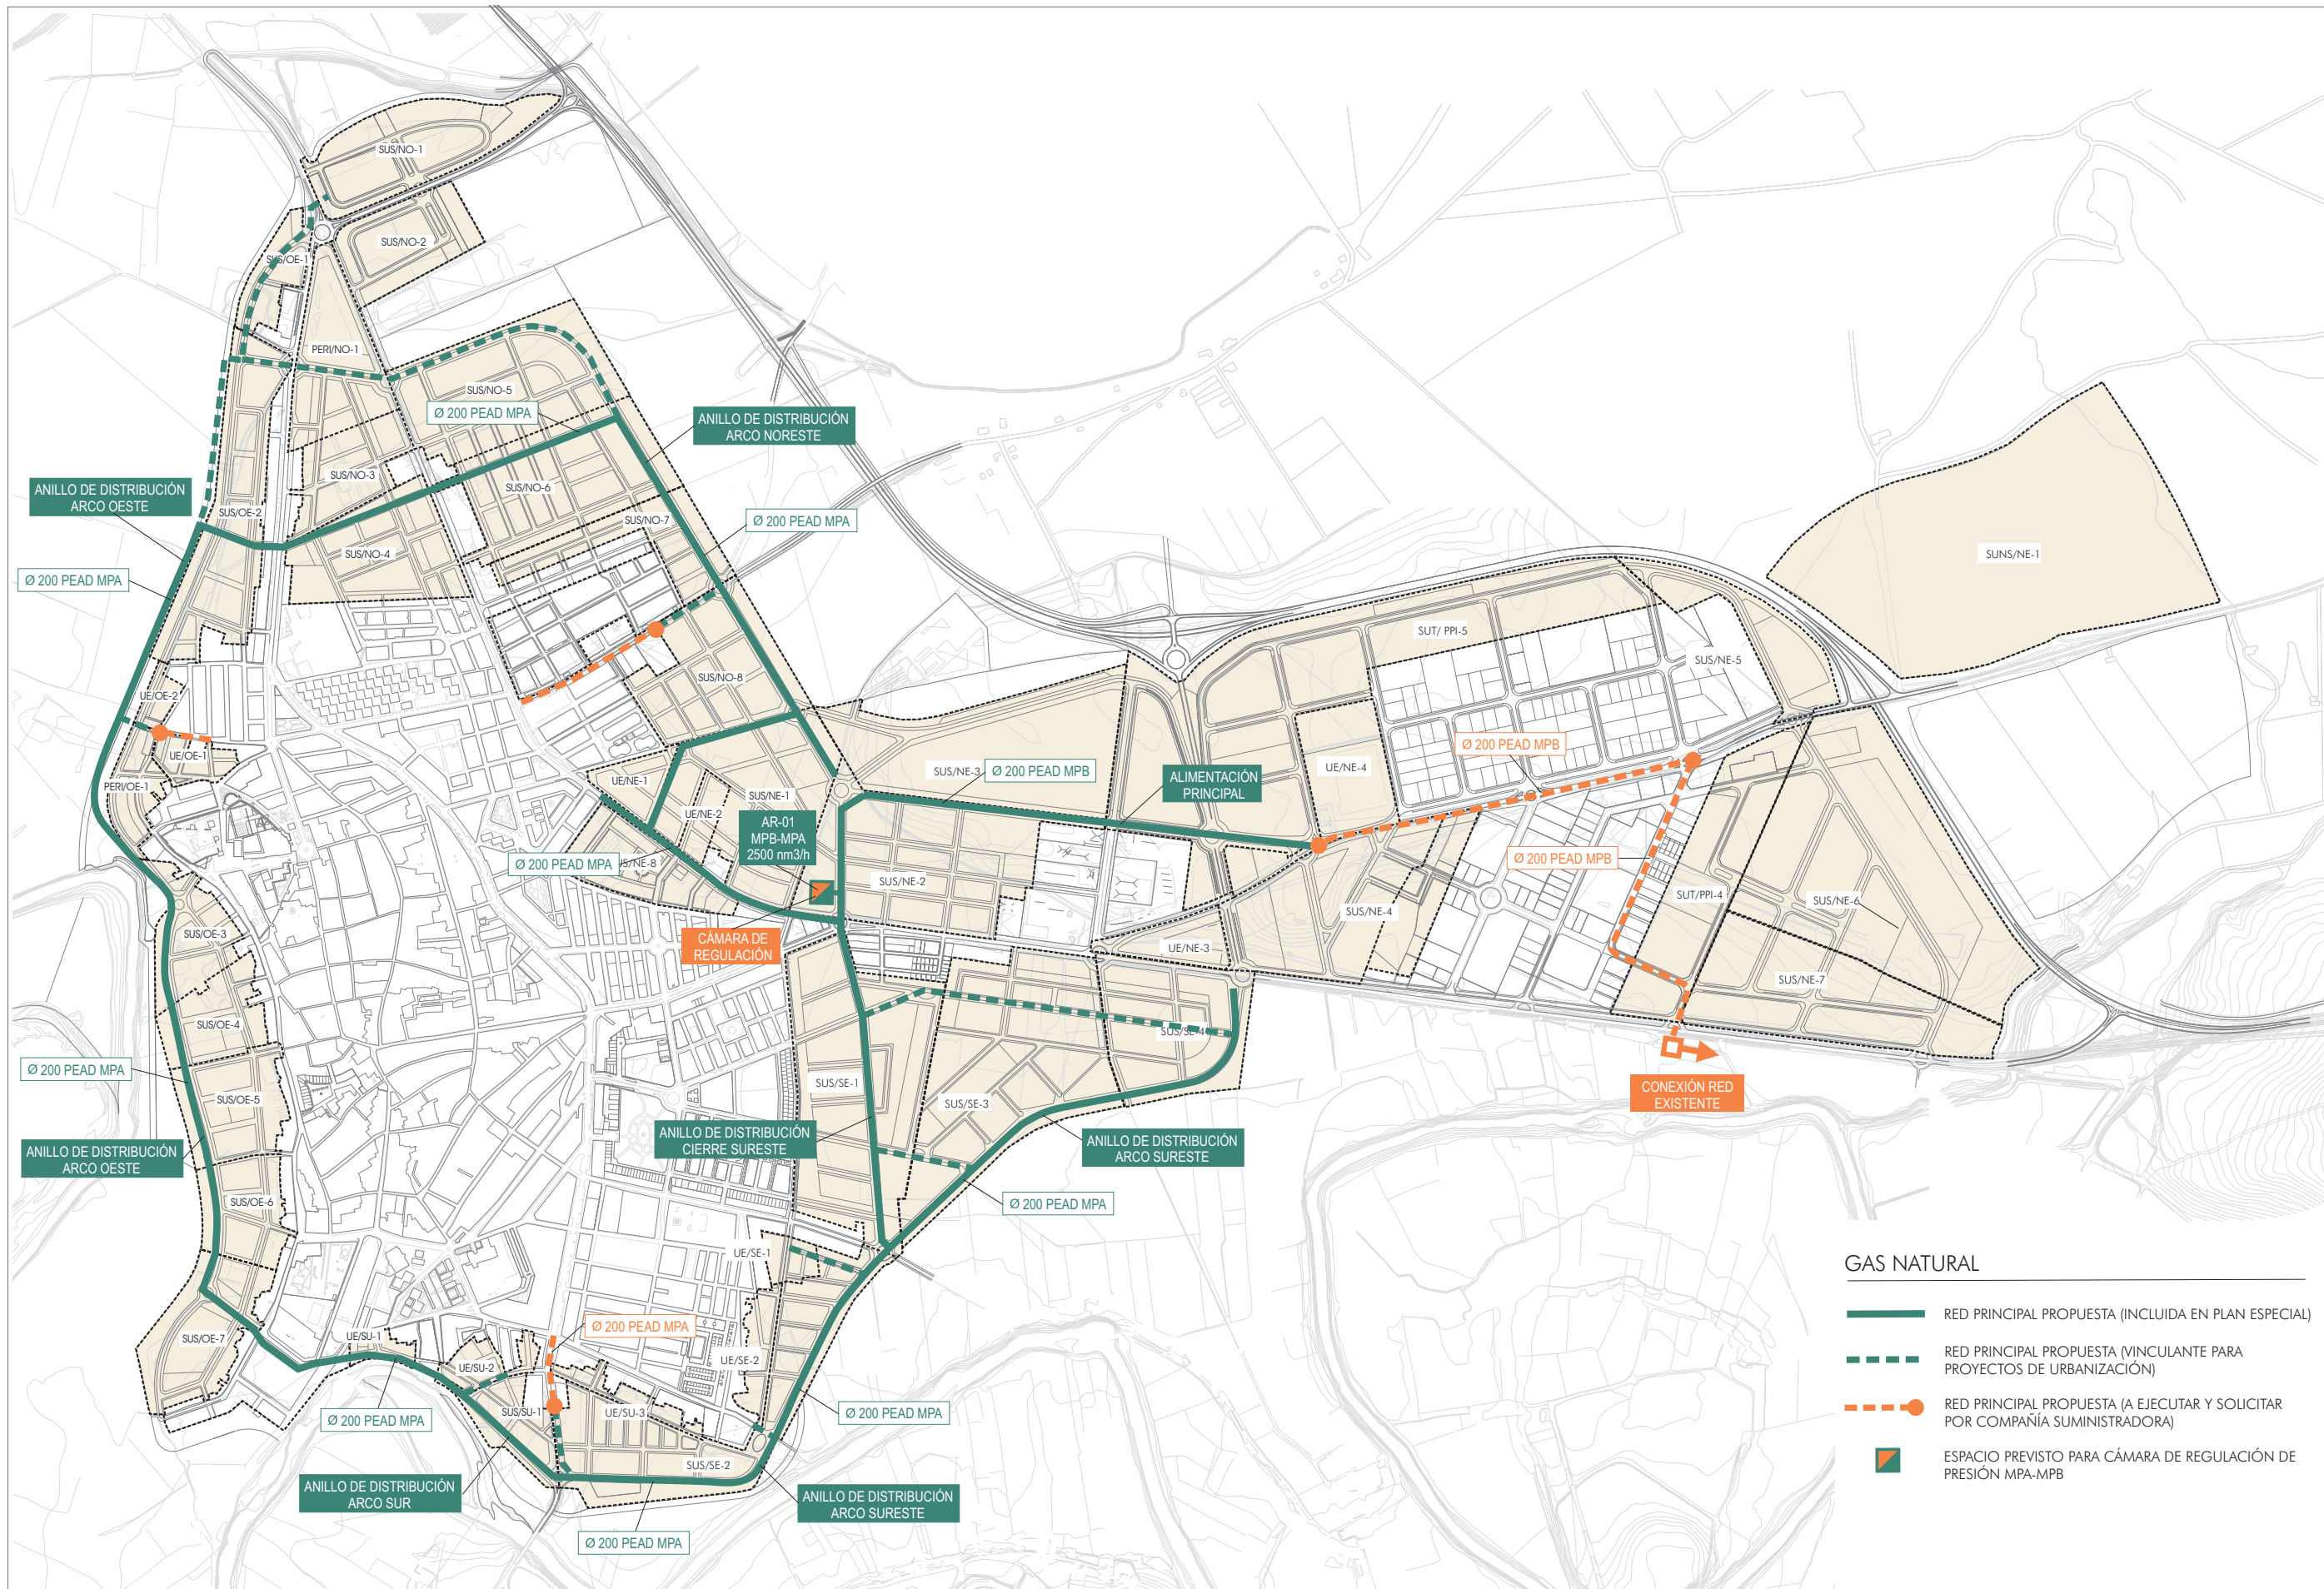 SUS/NO-1
SUS/NO-2
SUS/OE-1
PERI/NO-1
SUS/NO-5
Ø 200 PEAD MPA
ANILLO DE DISTRIBUCIÓN
ARCO NORESTE
SUS/NO-3
SUS/NO-6
ANILLO DE DISTRIBUCIÓN
ARCO OESTE
SUS/OE-2
SUS/NO-7
Ø 200 PEAD MPA
SUS/NO-4
SUNS/NE-1
Ø 200 PEAD MPA
SUT/ PPI-5
SUS/NE-5
SUS/NO-8
UE/OE-2
Ø 200 PEAD MPB
UE/OE-1
UE/NE-1
SUS/NE-3
Ø 200 PEAD MPB
ALIMENTACIÓN
PRINCIPAL
UE/NE-4
PERI/OE-1
SUS/NE-1
UE/NE-2
AR-01
MPB-MPA
2500 nm3/h
Ø 200 PEAD MPA
S/NE-8
Ø 200 PEAD MPB
SUS/NE-2
SUT/PPI-4
SUS/NE-6
SUS/NE-4
SUS/OE-3
CÁMARA DE
REGULACIÓN
UE/NE-3
SUS/NE-7
SUS/OE-4
SUS/SE-4
Ø 200 PEAD MPA
SUS/SE-1
CONEXIÓN RED
EXISTENTE
SUS/OE-5
SUS/SE-3
ANILLO DE DISTRIBUCIÓN
CIERRE SURESTE
ANILLO DE DISTRIBUCIÓN
ARCO SURESTE
ANILLO DE DISTRIBUCIÓN
ARCO OESTE
SUS/OE-6
Ø 200 PEAD MPA
UE/SE-1
GAS NATURAL
RED PRINCIPAL PROPUESTA (INCLUIDA EN PLAN ESPECIAL)
Ø 200 PEAD MPA
SUS/OE-7
UE/SU-1
UE/SU-2
UE/SE-2
RED PRINCIPAL PROPUESTA (VINCULANTE PARA
PROYECTOS DE URBANIZACIÓN)
SUS/SU-1
UE/SU-3
Ø 200 PEAD MPA
Ø 200 PEAD MPA
RED PRINCIPAL PROPUESTA (A EJECUTAR Y SOLICITAR
POR COMPAÑÍA SUMINISTRADORA)
SUS/SE-2
ESPACIO PREVISTO PARA CÁMARA DE REGULACIÓN DE
PRESIÓN MPA-MPB
ANILLO DE DISTRIBUCIÓN
ARCO SUR
ANILLO DE DISTRIBUCIÓN
ARCO SURESTE
Ø 200 PEAD MPA